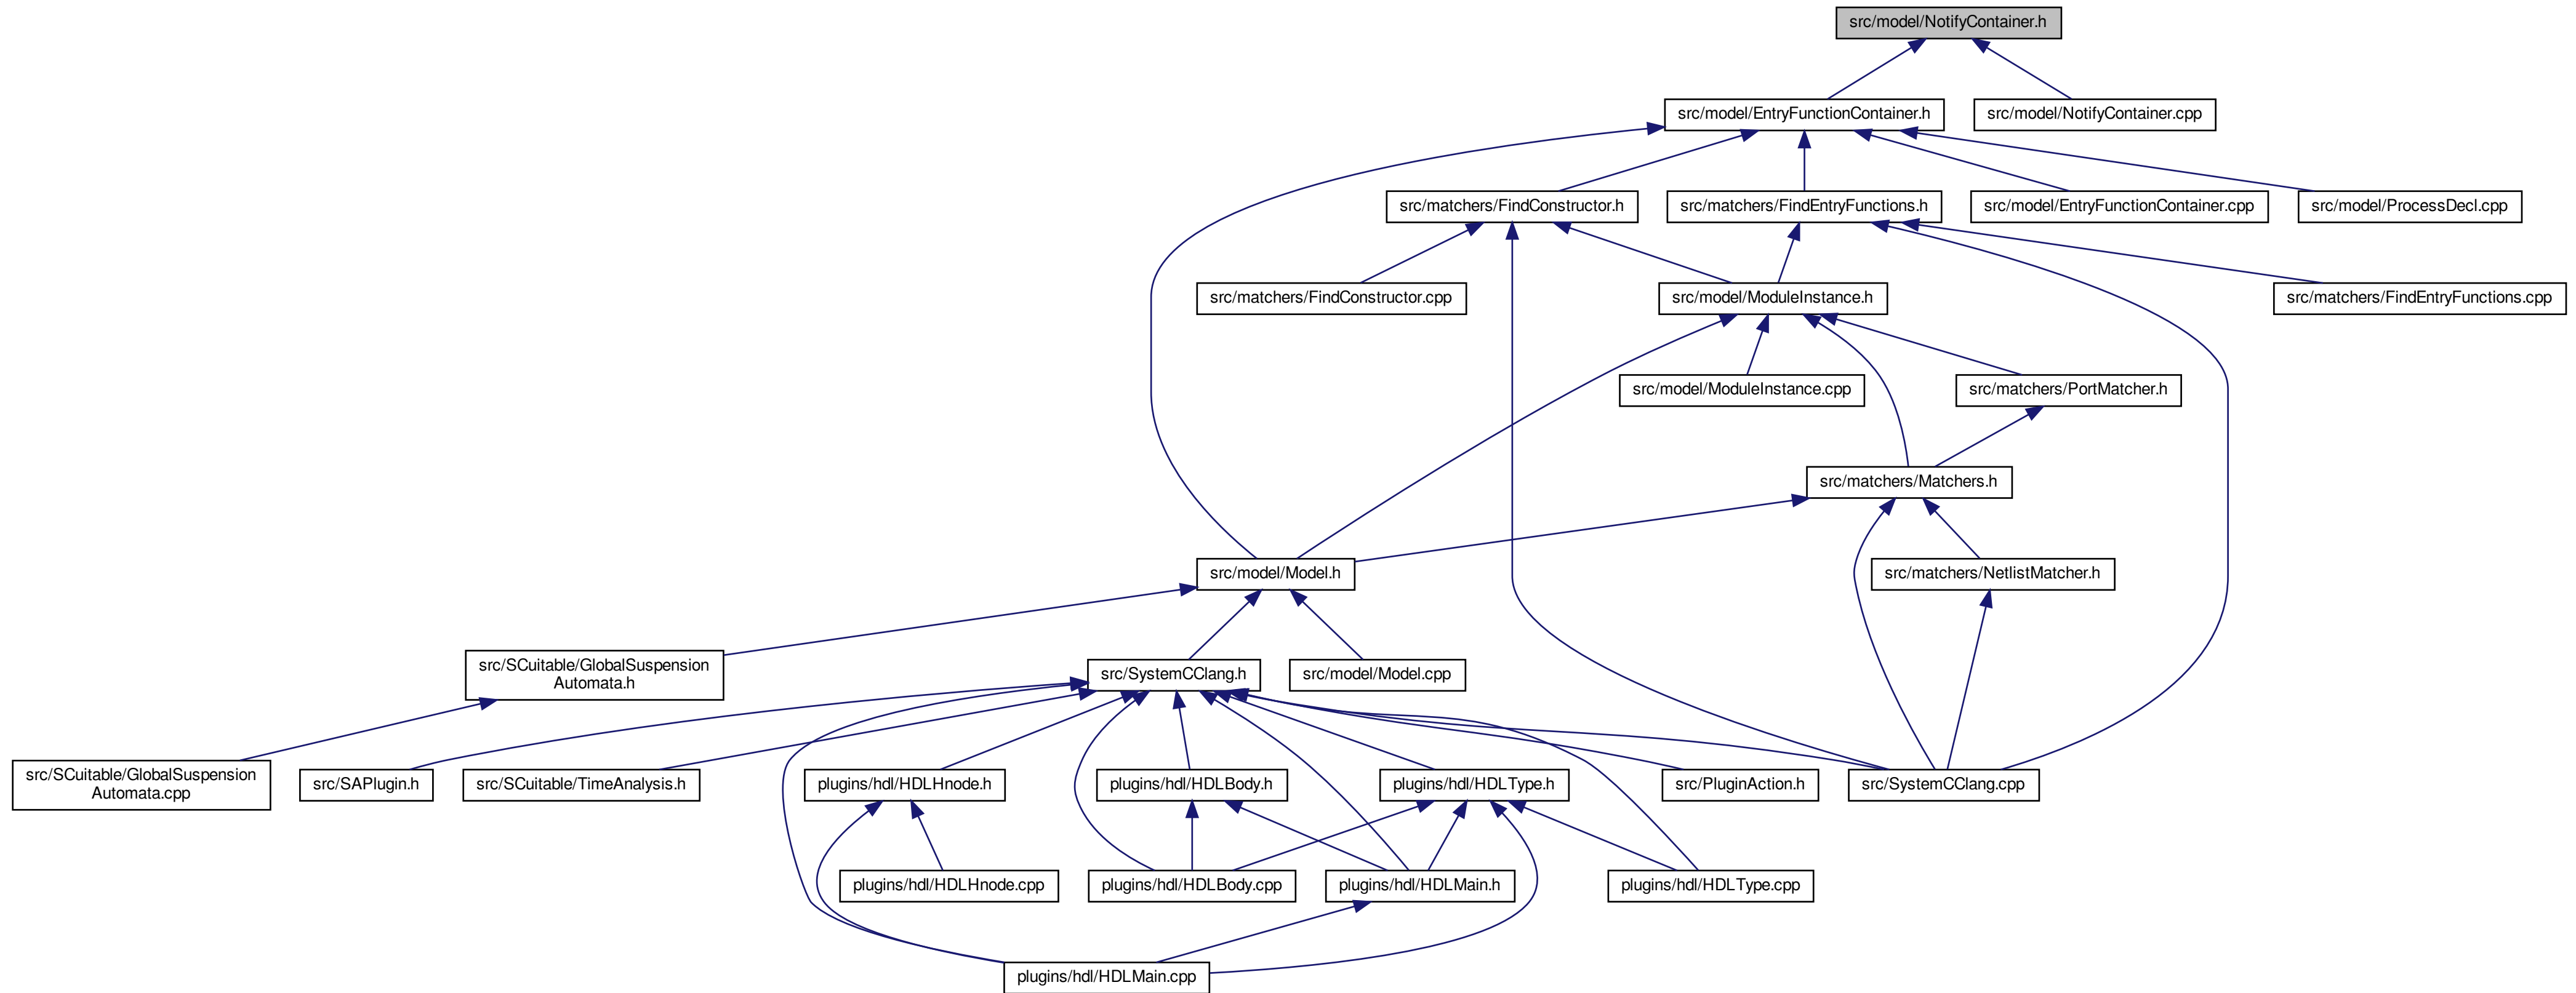 src/model/NotifyContainer.h
src/model/EntryFunctionContainer.h
src/model/NotifyContainer.cpp
src/matchers/FindConstructor.h
src/matchers/FindEntryFunctions.h
src/model/EntryFunctionContainer.cpp
src/model/ProcessDecl.cpp
src/matchers/FindConstructor.cpp
src/model/ModuleInstance.h
src/matchers/FindEntryFunctions.cpp
src/model/ModuleInstance.cpp
src/matchers/PortMatcher.h
src/matchers/Matchers.h
src/model/Model.h
src/matchers/NetlistMatcher.h
src/SCuitable/GlobalSuspension
Automata.h
src/SystemCClang.h
src/model/Model.cpp
src/SCuitable/GlobalSuspension
Automata.cpp
src/SAPlugin.h
src/SCuitable/TimeAnalysis.h
plugins/hdl/HDLHnode.h
plugins/hdl/HDLBody.h
plugins/hdl/HDLType.h
src/PluginAction.h
src/SystemCClang.cpp
plugins/hdl/HDLHnode.cpp
plugins/hdl/HDLBody.cpp
plugins/hdl/HDLMain.h
plugins/hdl/HDLType.cpp
plugins/hdl/HDLMain.cpp